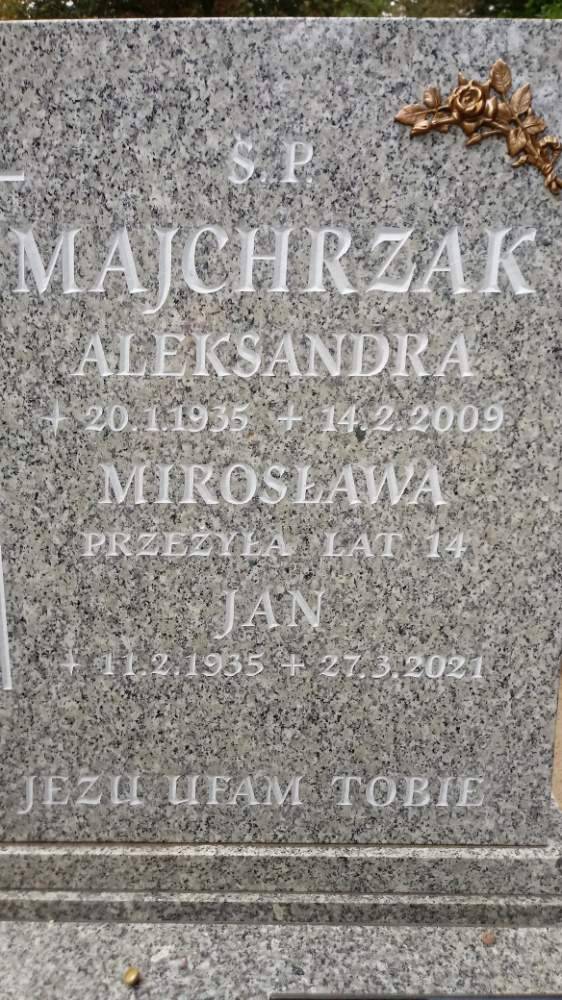 Ś.P.
MAJCHRZAK
ALEKSANDRA
+ 20.1.1935 + 14.2.2009
MIROSŁAWA
PRZEŻYŁA LAT 14
JAN
+ 11.2.1935 + 27.3.2021
JEZU UFAM TOBIE